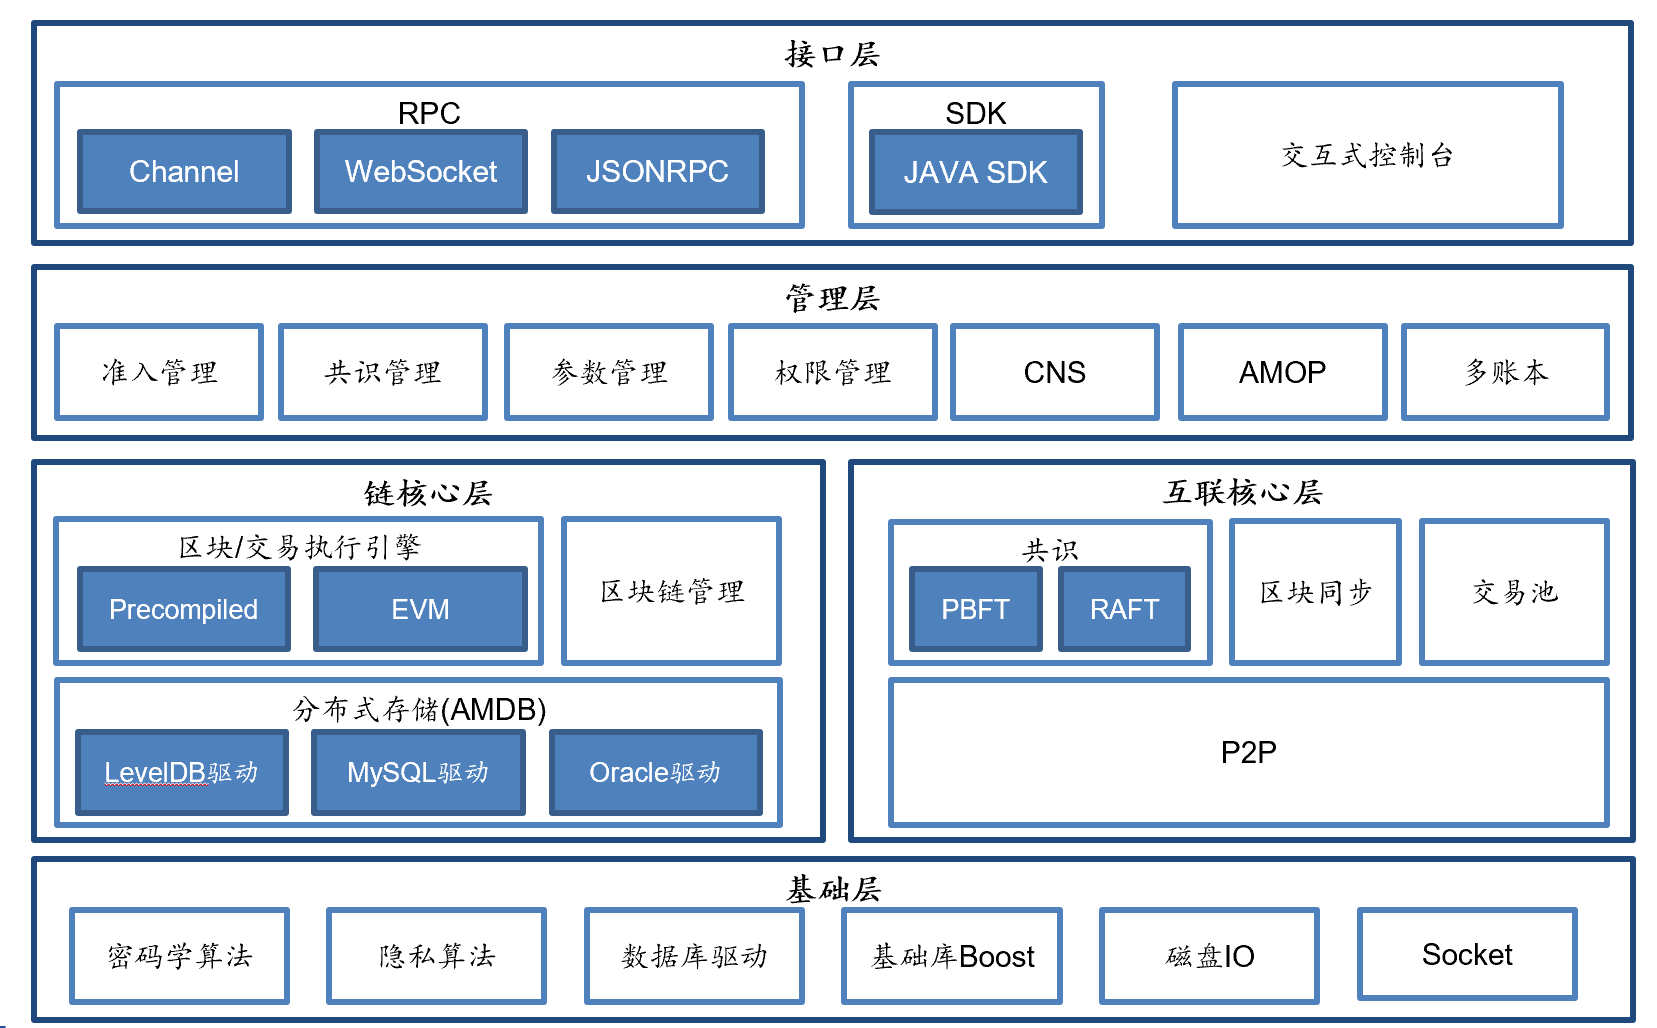 接口层
RPC
Channel
WebSocket
JSONRPC
SDK
JAVA SDK
交互式控制台
管理层
准入管理
共识管理
参数管理
权限管理
CNS
AMOP
多账本
链核心层
区块/交易执行引擎
Precompiled
EVM
区块链管理
分布式存储(AMDB)
LevelDB驱动
MySQL驱动
Oracle驱动
互联核心层
共识
PBFT
RAFT
区块同步
交易池
P2P
基础层
密码学算法
隐私算法
数据库驱动
基础库Boost
磁盘IO
Socket